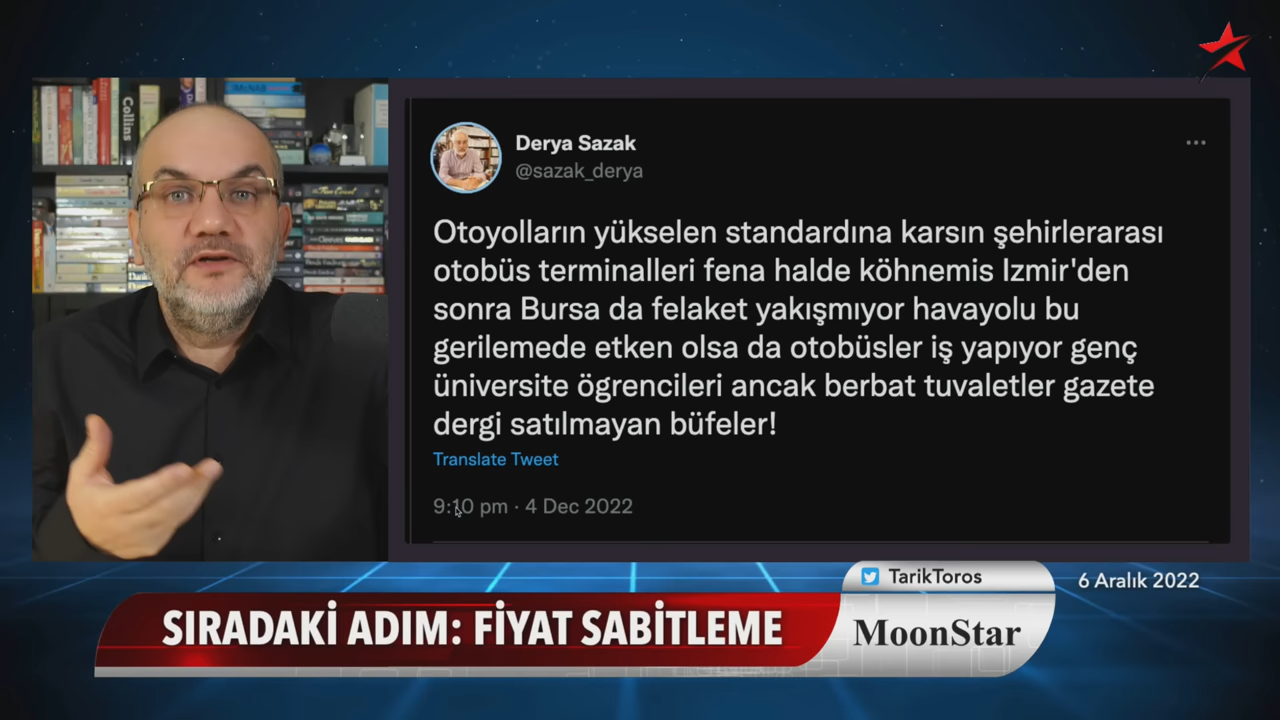 Collins
Derya Sazak
@sazak_derya
Otoyolların yükselen standardına karsın şehirlerarası
otobüs terminalleri fena halde köhnemis Izmir'den
sonra Bursa da felaket yakışmıyor havayolu bu
gerilemede etken olsa da otobüsler iş yapıyor genç
üniversite ögrencileri ancak berbat tuvaletler gazete
dergi satılmayan büfeler!
Translate Tweet
9:10 pm · 4 Dec 2022
TarikToros
6 Aralık 2022
SIRADAKİ ADIM: FİYAT SABİTLEME
MoonStar